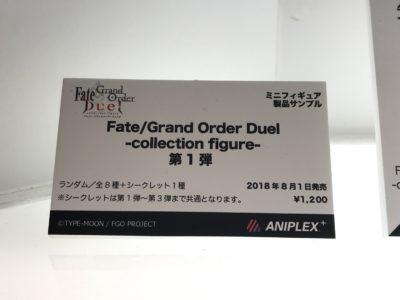 Fate Grand Order
Duel
ミニフィギュア
製品サンプル
Fate/Grand Order Duel
-collection figure-
第1弾
ランダム/全8種+シークレット1種
2018年8月1日発売
※シークレットは第1弾~第3弾まで共通となります。
¥1,200
©TYPE-MOON / FGO PROJECT
ANIPLEX+